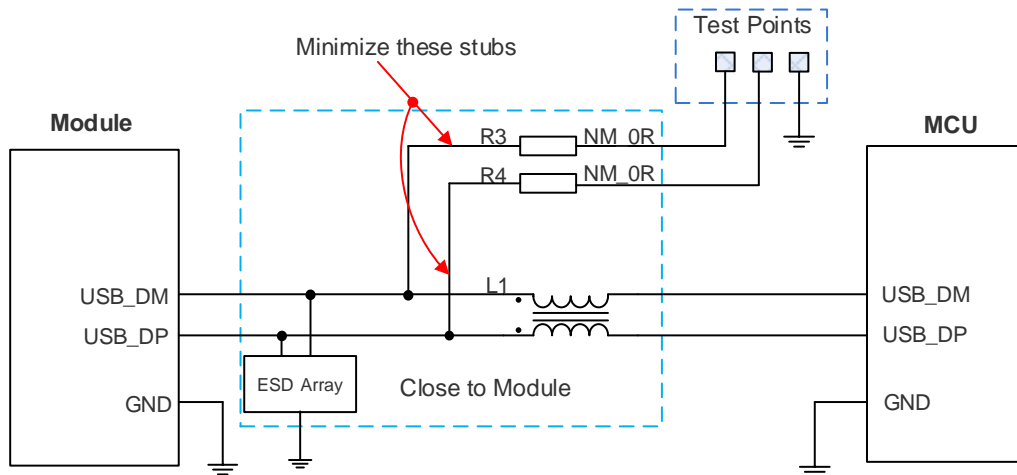 Test Points
Minimize these stubs
Module
MCU
R3
NM_0R
R4
NM_0R
USB_DM
L1
USB_DM
USB_DP
USB_DP
ESD Array
Close to Module
GND
GND